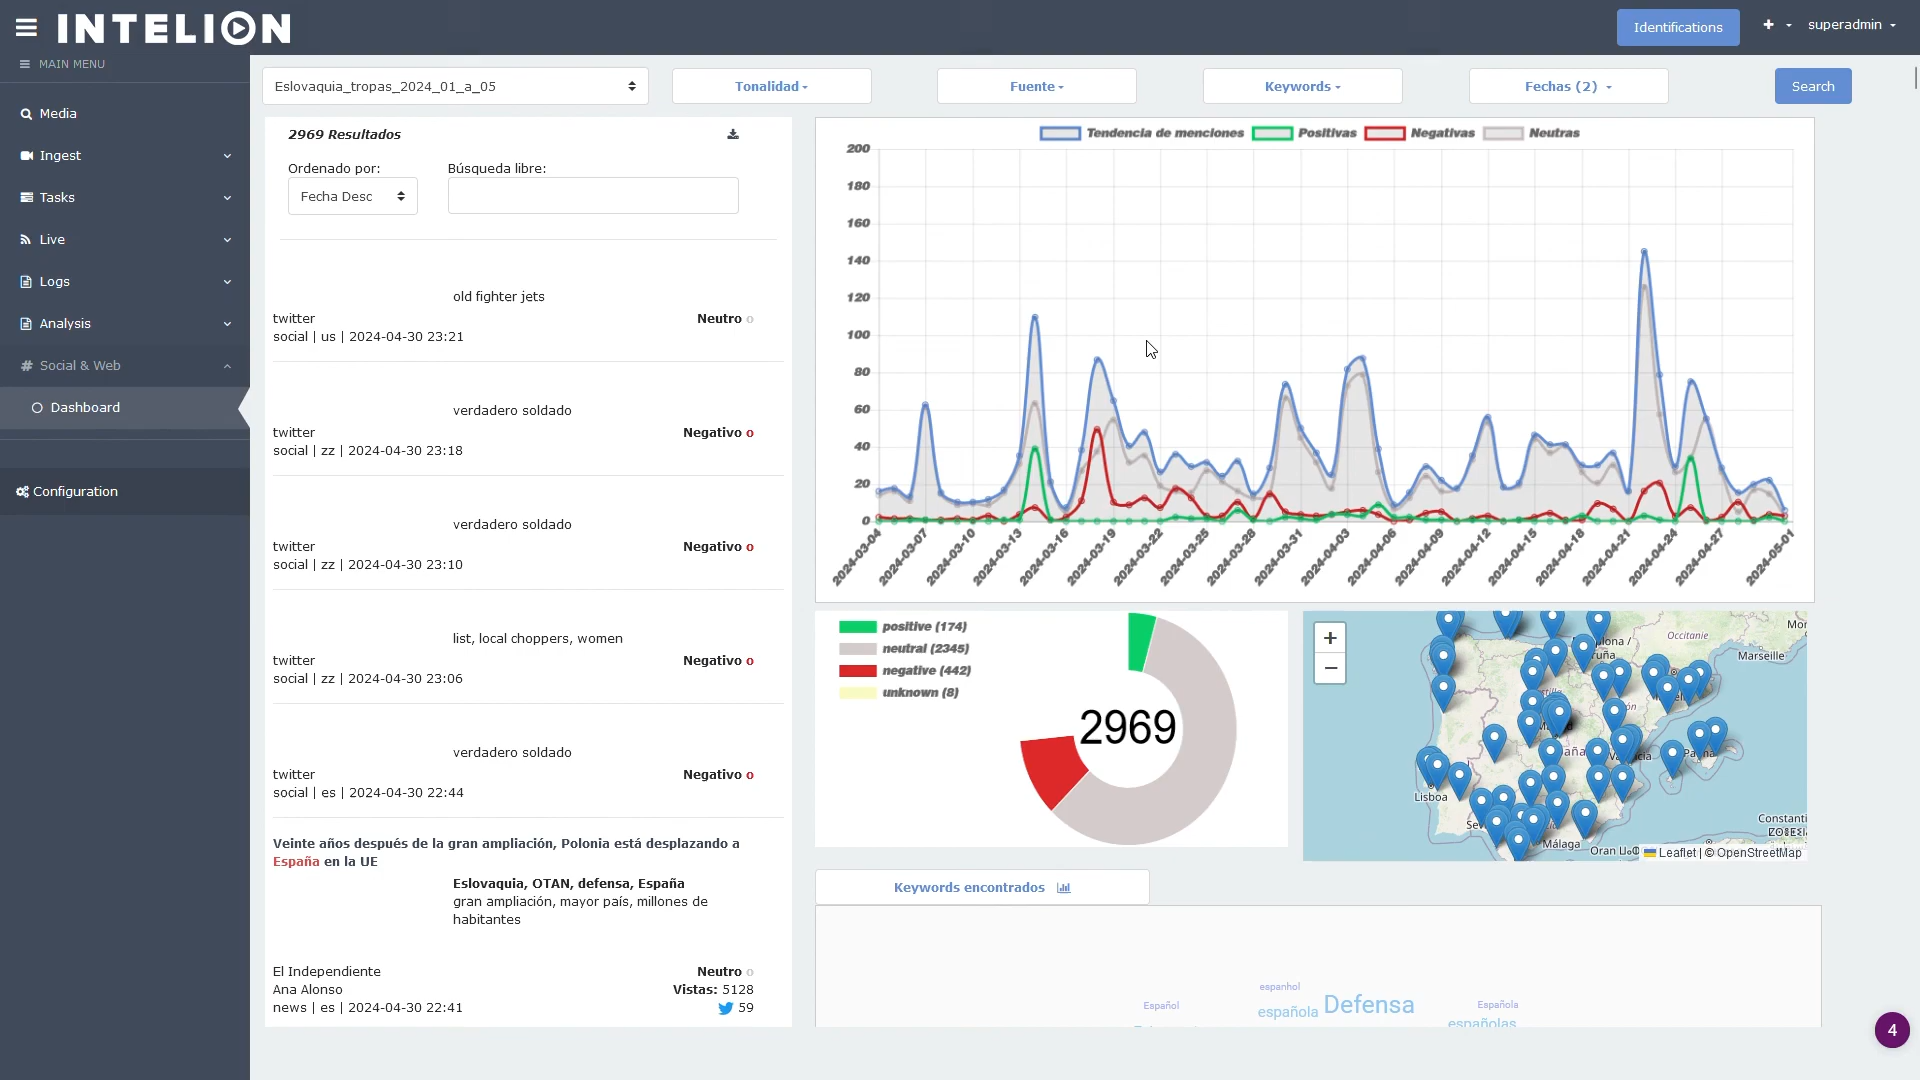 INTELION
Identifications
superadmin
MAIN MENU
Media
Ingest
Tasks
Live
Logs
Analysis
# Social & Web
Dashboard
Configuration
Eslovaquia_tropas_2024_01_a_05
Tonalidad
Fuente
Keywords
Fechas (2)
Search
2969 Resultados
Ordenado por:
Búsqueda libre:
Fecha Desc
old fighter jets
twitter
Neutro
social | us | 2024-04-30 23:21
verdadero soldado
twitter
Negativo
social | zz | 2024-04-30 23:18
verdadero soldado
twitter
Negativo
social | zz | 2024-04-30 23:10
list, local choppers, women
twitter
Negativo
social | zz | 2024-04-30 23:06
verdadero soldado
twitter
Negativo
social | es | 2024-04-30 22:44
Veinte años después de la gran ampliación, Polonia está desplazando a
España en la UE
Eslovaquia, OTAN, defensa, España
gran ampliación, mayor país, millones de
habitantes
El Independiente
Neutro
Ana Alonso
Vistas: 5128
news | es | 2024-04-30 22:41
59
Tendencia de menciones
Positivas
Negativas
Neutras
200
180
160
140
120
100
80
60
40
20
0
2024-03-04
2024-03-07
2024-03-10
2024-03-13
2024-03-16
2024-03-19
2024-03-22
2024-03-25
2024-03-28
2024-03-31
2024-04-03
2024-04-06
2024-04-09
2024-04-12
2024-04-15
2024-04-18
2024-04-21
2024-04-24
2024-04-27
2024-05-01
positive (174)
neutral (2345)
negative (442)
unknown (8)
2969
+
−
Occitanie
Marseille
Lisboa
Málaga
Oran
Constanti
Leaflet | © OpenStreetMap
Keywords encontrados
espanhol
Español
española
Defensa
Española
españolas
4